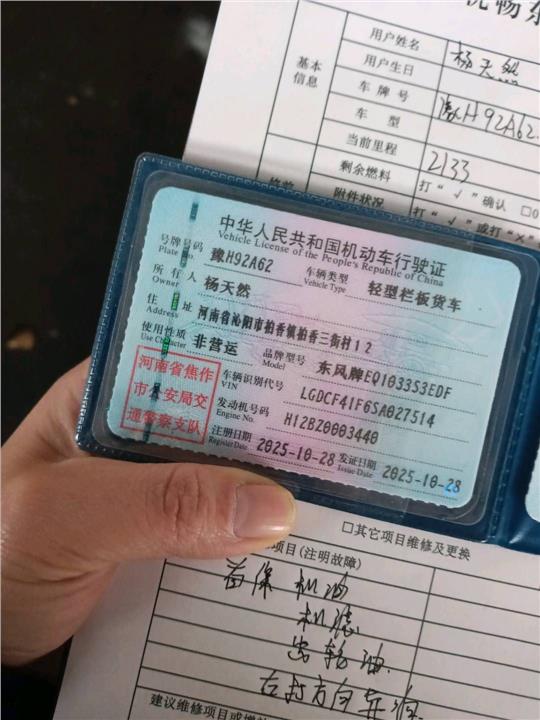 用户姓名 杨天然
用户生日
基本信息
车牌号 豫H92A62
车型
当前里程 2133
剩余燃料 打“√”确认 □0
附件状况 打“√”或打“×”
中华人民共和国机动车行驶证
Vehicle License of the People's Republic of China
号牌号码 豫H92A62 车辆类型 轻型栏板货车
Plate No. Vehicle Type
所有人 杨天然
Owner
住址 河南省沁阳市柏香镇柏香三街村12
Address
使用性质 非营运 品牌型号 东风牌EQ1033S3EDF
Use Character Model
河南省焦作
市公安局交
通警察支队
车辆识别代号 LGDCF41F6SA027514
VIN
发动机号码 H12BZ0003440
Engine No.
注册日期 2025-10-28 发证日期 2025-10-28
Register Date Issue Date
□其它项目维修及更换
项目(注明故障)
首保 机油
机滤
齿轮油
右打方向车响
建议维修项目或增